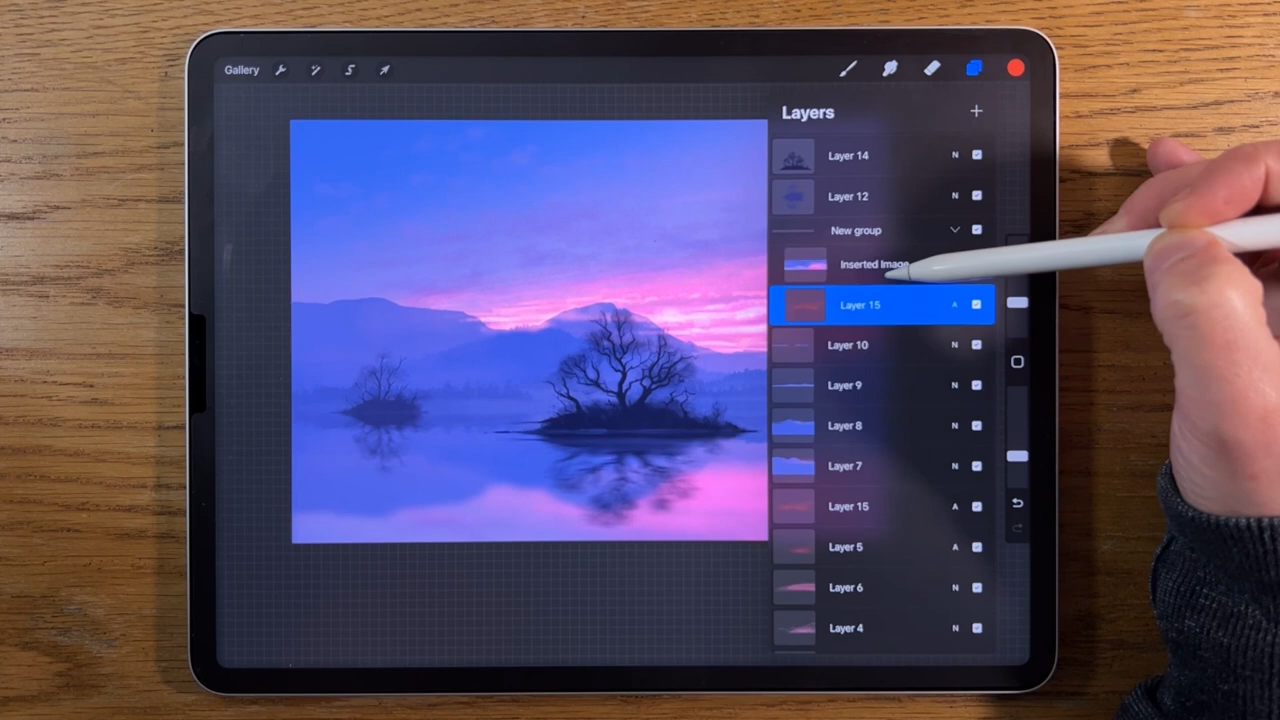 Gallery
Layers
Layer 14 N
Layer 12 N
New group
Inserted Image
Layer 15 A
Layer 10 N
Layer 9 N
Layer 8 N
Layer 7 N
Layer 15 A
Layer 5 A
Layer 6 N
Layer 4 N